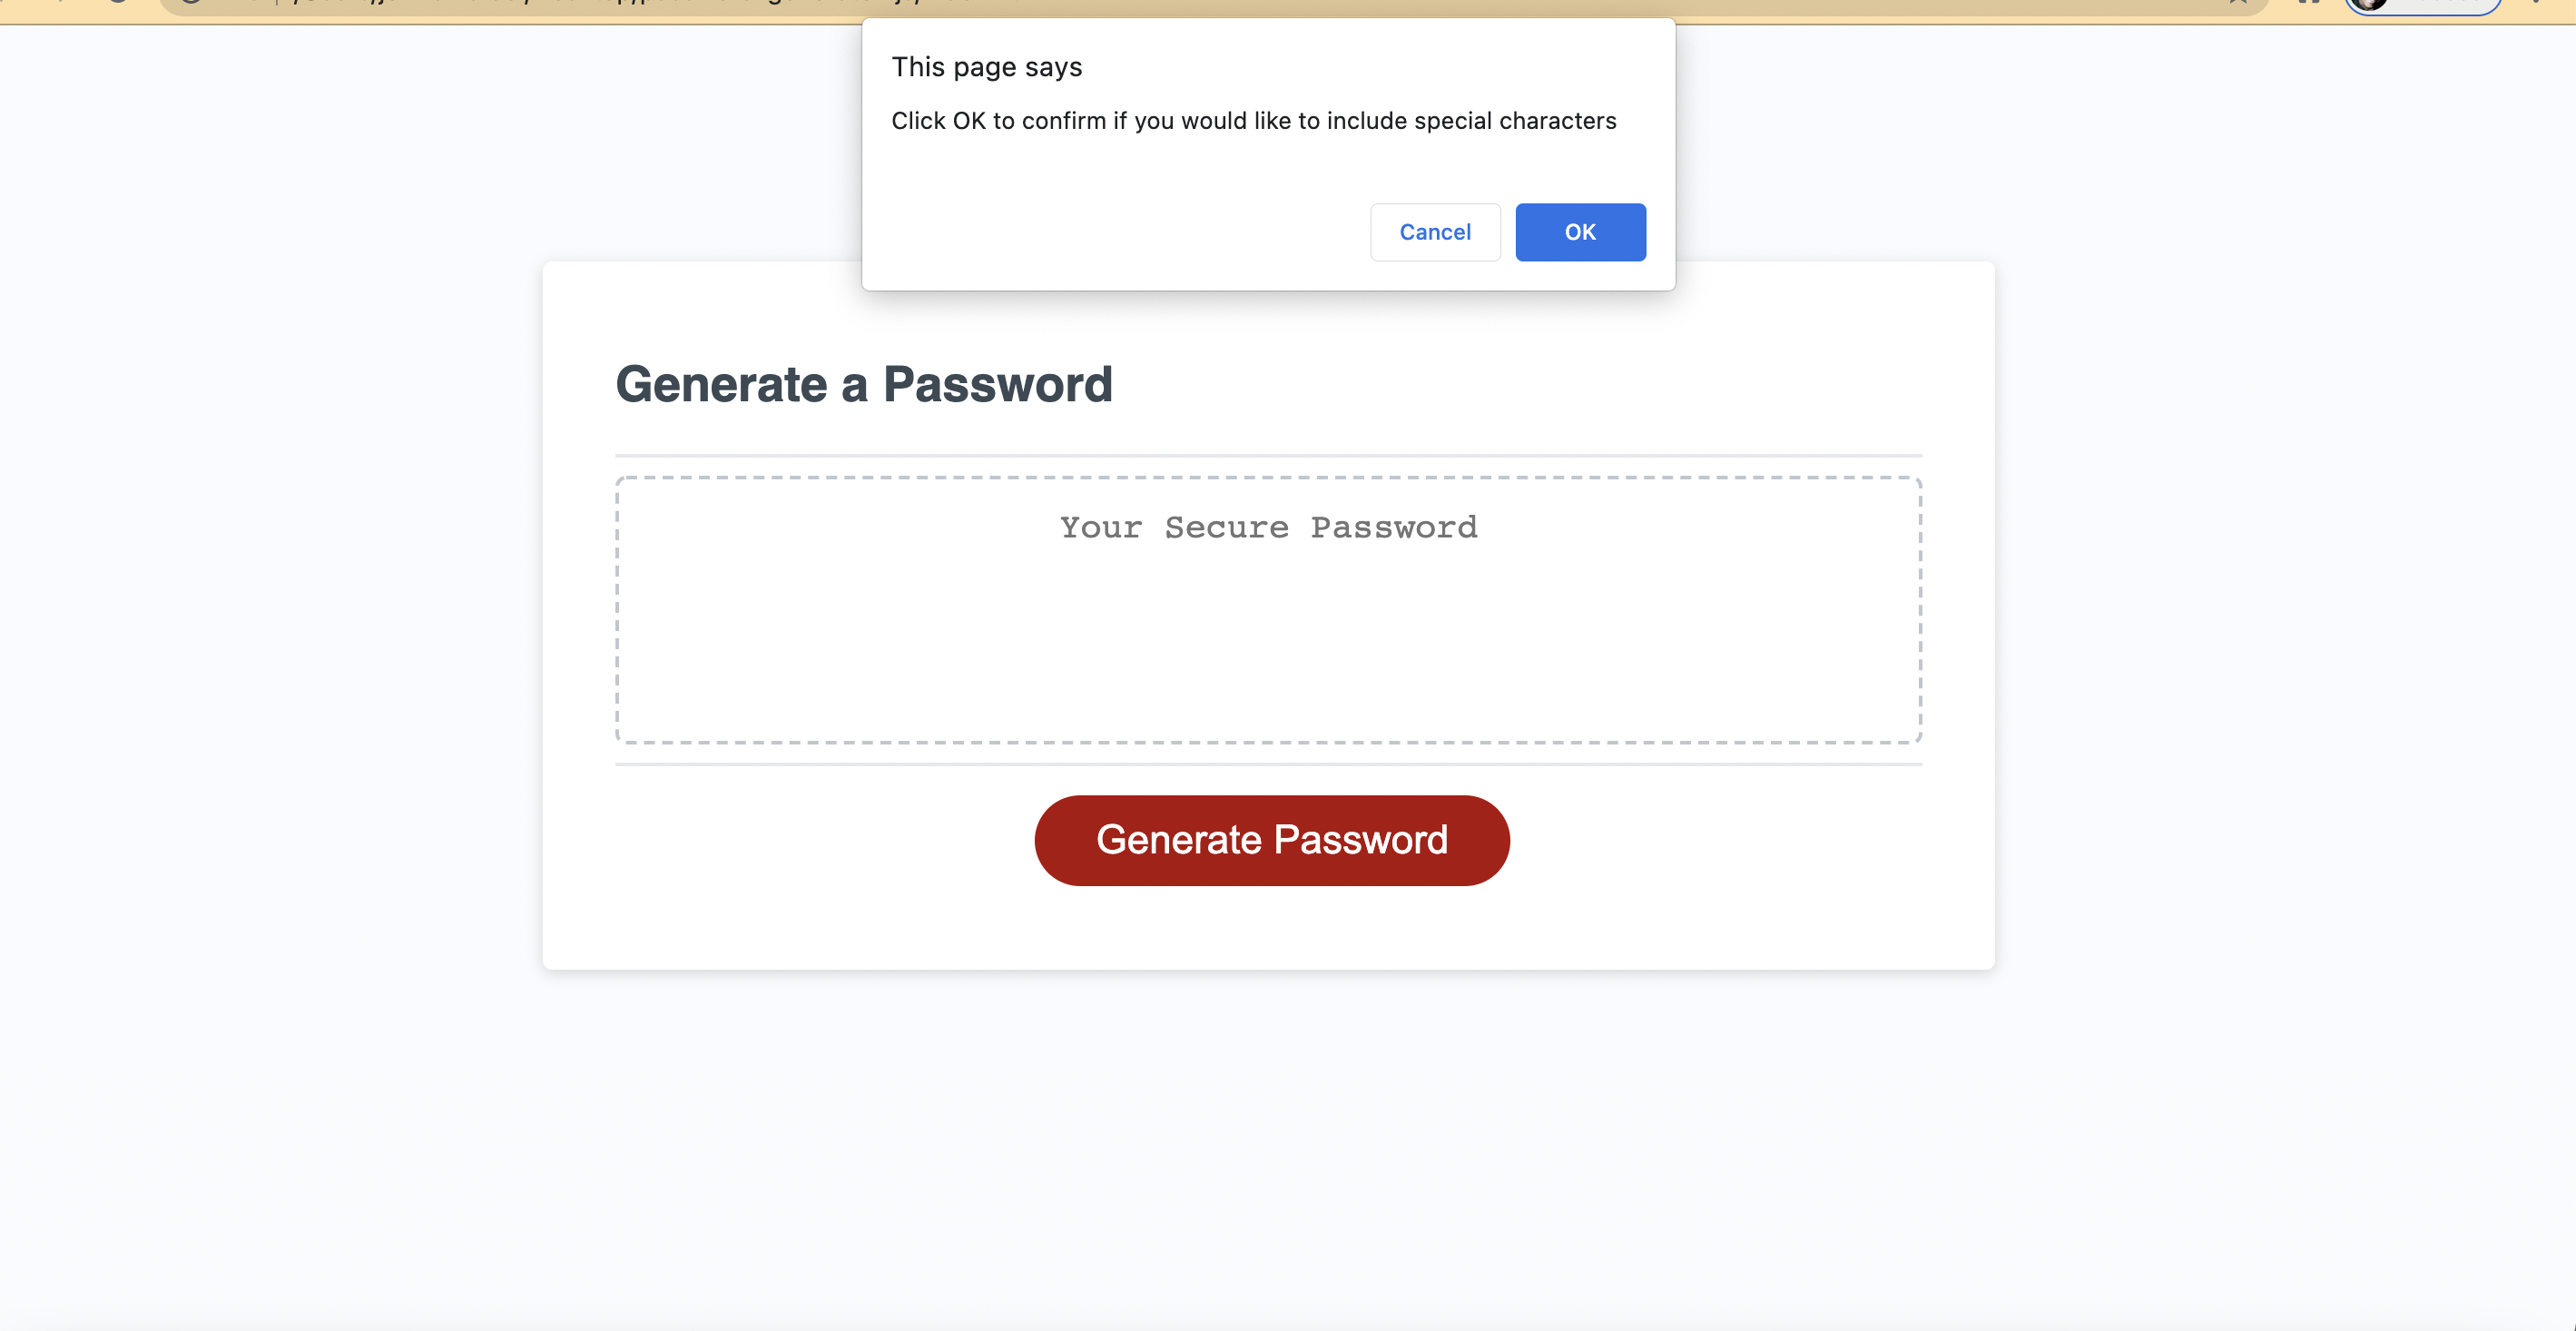 This page says
Click OK to confirm if you would like to include special characters
Cancel
OK
Generate a Password
Your Secure Password
Generate Password